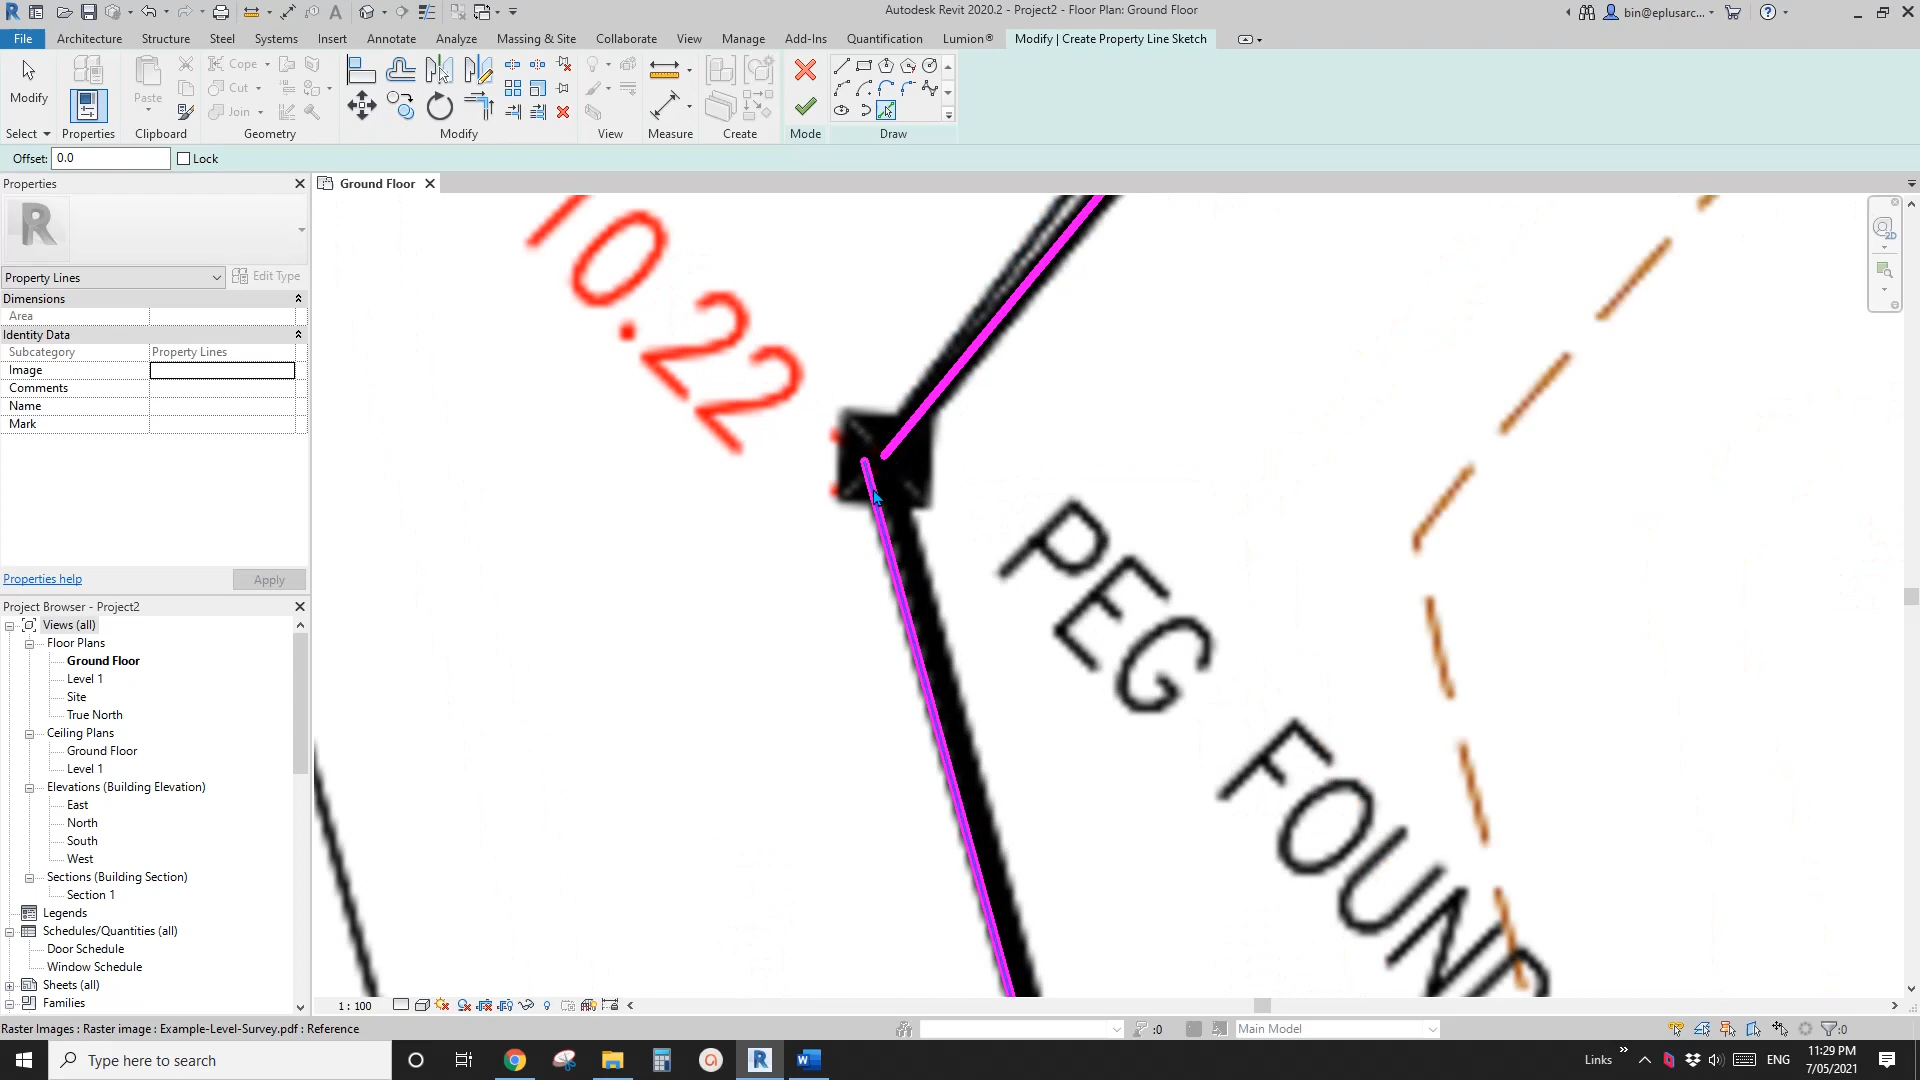 Autodesk Revit 2020.2 - Project2 - Floor Plan: Ground Floor
bin@eplusarc...
File Architecture Structure Steel Systems Insert Annotate Analyze Massing & Site Collaborate View Manage Add-Ins Quantification Lumion® Modify | Create Property Line Sketch
Modify
Paste
Cope
Cut
Join
Select Properties Clipboard Geometry Modify View Measure Create Mode Draw
Offset: 0.0 Lock
Properties
Ground Floor
R
Property Lines Edit Type
Dimensions
Area
Identity Data
Subcategory Property Lines
Image
Comments
Name
Mark
Properties help Apply
Project Browser - Project2
Views (all)
Floor Plans
Ground Floor
Level 1
Site
True North
Ceiling Plans
Ground Floor
Level 1
Elevations (Building Elevation)
East
North
South
West
Sections (Building Section)
Section 1
Legends
Schedules/Quantities (all)
Door Schedule
Window Schedule
Sheets (all)
Families
10.22
PEG FOUND
2D
1 : 100
Raster Images : Raster image : Example-Level-Survey.pdf : Reference
:0
Main Model
:0
Type here to search
Links
ENG
11:29 PM
7/05/2021